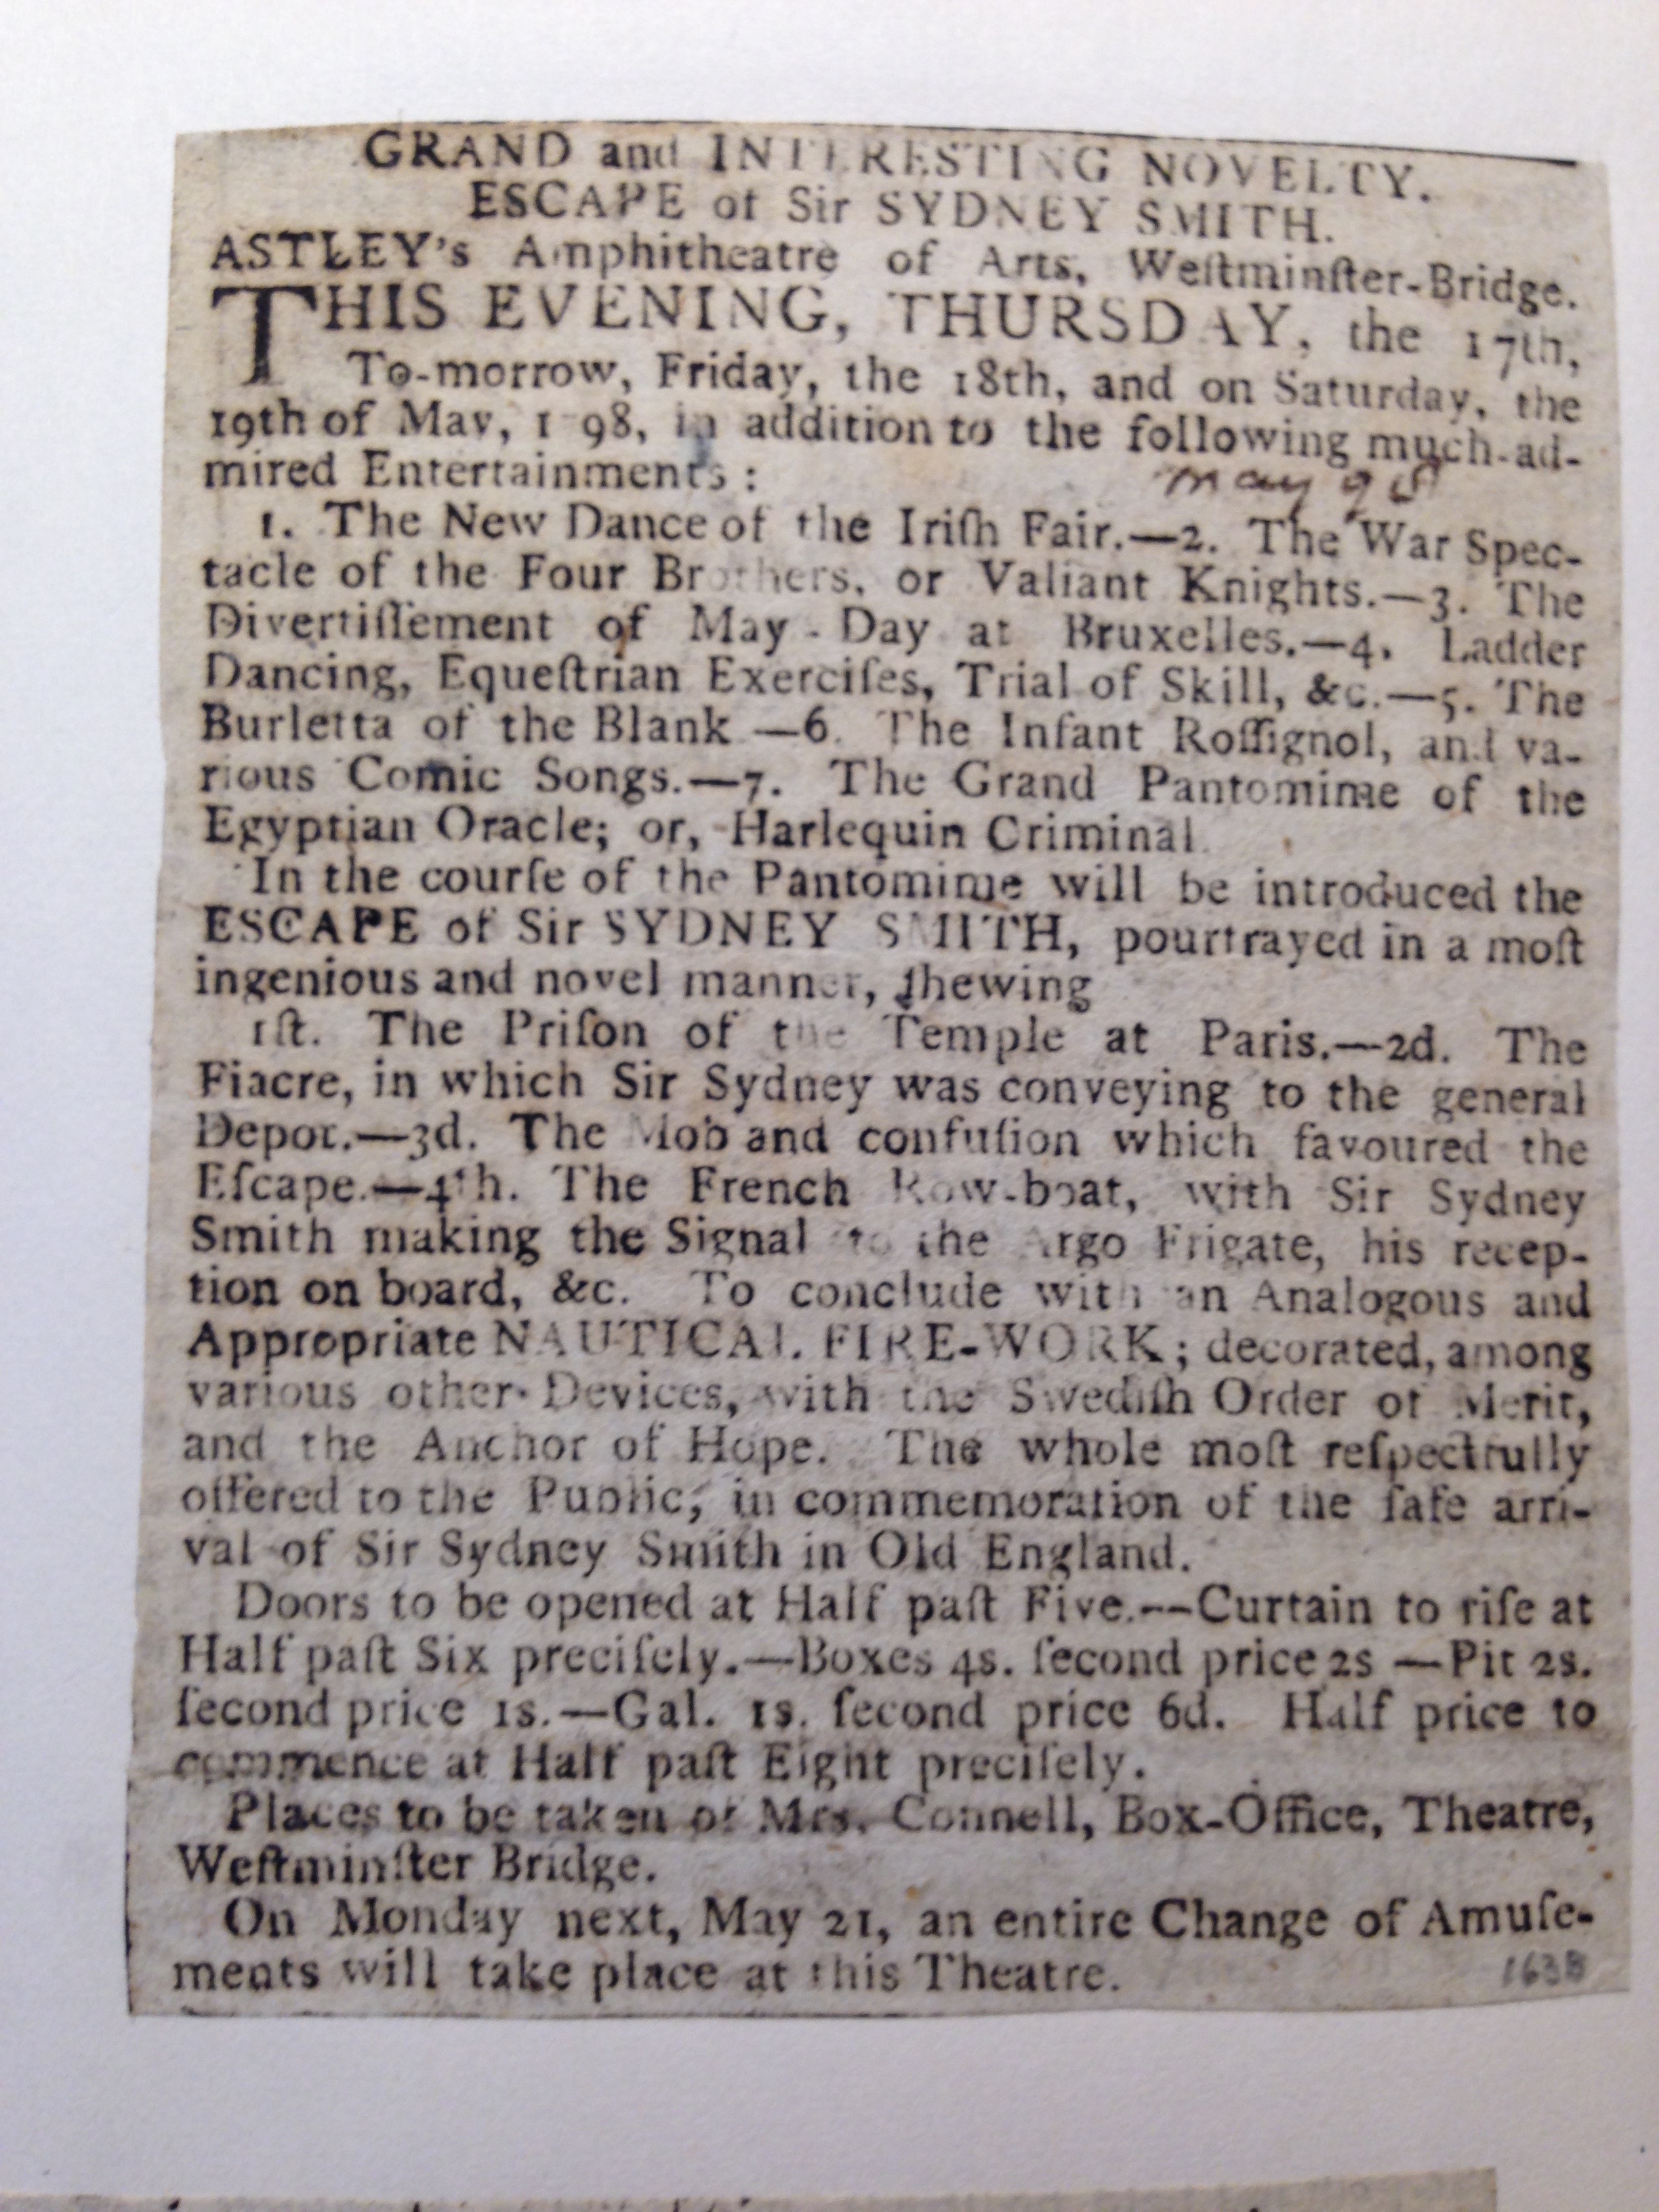 GRAND and INTERESTING NOVELTY.
ESCAPE of Sir SYDNEY SMITH.
ASTLEY's Amphitheatre of Arts, Weſtminſter-Bridge.
THIS EVENING, THURSDAY, the 17th,
To-morrow, Friday, the 18th, and on Saturday, the
19th of May, 1 98, in addition to the following much-ad-
mired Entertainments:
may 98
1. The New Dance of the Iriſh Fair.—2. The War Spec-
tacle of the Four Brothers, or Valiant Knights.—3. The
Divertiſſement of May-Day at Bruxelles.—4. Ladder
Dancing, Equeſtrian Exerciſes, Trial of Skill, &c.—5. The
Burletta of the Blank —6. The Infant Roſſignol, and va-
rious Comic Songs.—7. The Grand Pantomime of the
Egyptian Oracle; or, Harlequin Criminal
In the courſe of the Pantomime will be introduced the
ESCAPE of Sir SYDNEY SMITH, pourtrayed in a moſt
ingenious and novel manner, ſhewing
1ſt. The Priſon of the Temple at Paris.—2d. The
Fiacre, in which Sir Sydney was conveying to the general
Depot.—3d. The Mob and confuſion which favoured the
Eſcape.—4th. The French Row-boat, with Sir Sydney
Smith making the Signal to the Argo Frigate, his recep-
tion on board, &c. To conclude with an Analogous and
Appropriate NAUTICAL FIRE-WORK; decorated, among
various other Devices, with the Swediſh Order of Merit,
and the Anchor of Hope. The whole moſt reſpectfully
offered to the Public, in commemoration of the ſafe arri-
val of Sir Sydney Smith in Old England.
Doors to be opened at Half paſt Five.--Curtain to riſe at
Half paſt Six preciſely.—Boxes 4s. ſecond price 2s —Pit 2s.
ſecond price 1s.—Gal. 1s. ſecond price 6d. Half price to
commence at Half paſt Eight preciſely.
Places to be taken of Mrs. Connell, Box-Office, Theatre,
Weſtminſter Bridge.
On Monday next, May 21, an entire Change of Amuſe-
ments will take place at this Theatre.
1638